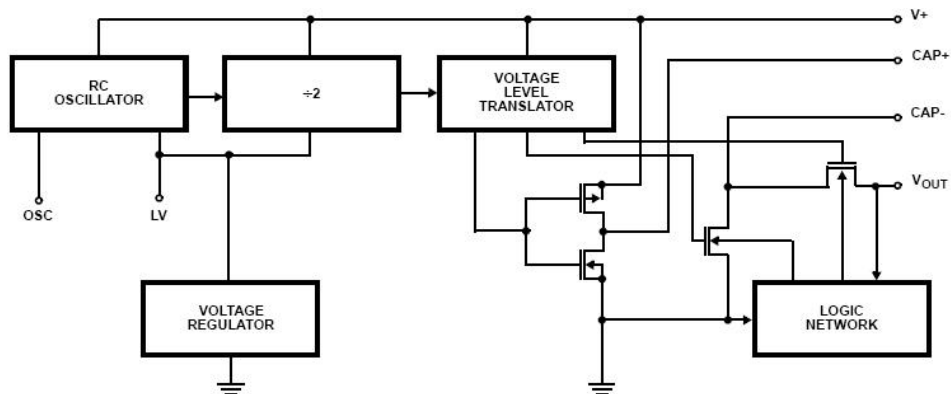 V+
CAP+
RC
OSCILLATOR
÷2
VOLTAGE
LEVEL
TRANSLATOR
CAP-
VOUT
OSC
LV
VOLTAGE
REGULATOR
LOGIC
NETWORK